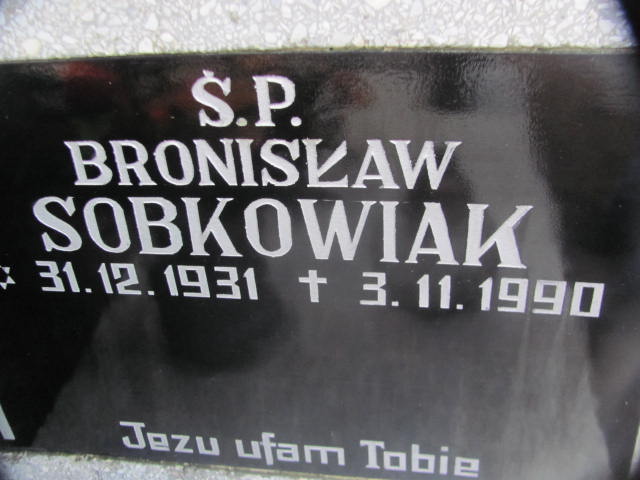 Ś.P.
BRONISŁAW
SOBKOWIAK
* 31.12.1931 † 3.11.1990
Jezu ufam Tobie